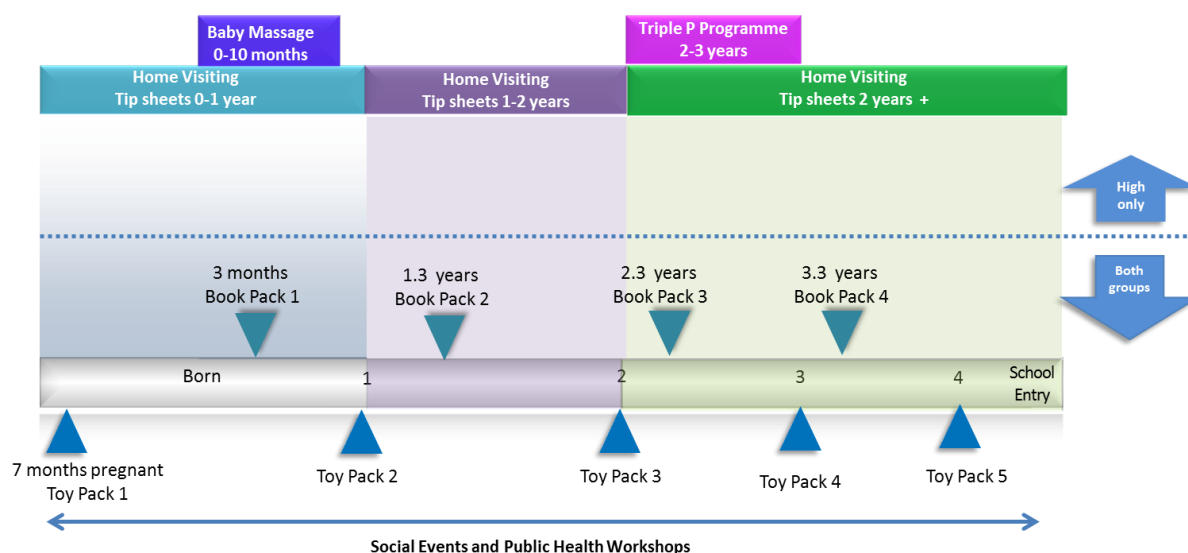 Baby Massage
0-10 months
Triple P Programme
2-3 years
Home Visiting
Tip sheets 0-1 year
Home Visiting
Tip sheets 1-2 years
Home Visiting
Tip sheets 2 years +
High
only
Both
groups
3 months
Book Pack 1
1.3 years
Book Pack 2
2.3 years
Book Pack 3
3.3 years
Book Pack 4
Born
1
2
3
4
School
Entry
7 months pregnant
Toy Pack 1
Toy Pack 2
Toy Pack 3
Toy Pack 4
Toy Pack 5
Social Events and Public Health Workshops